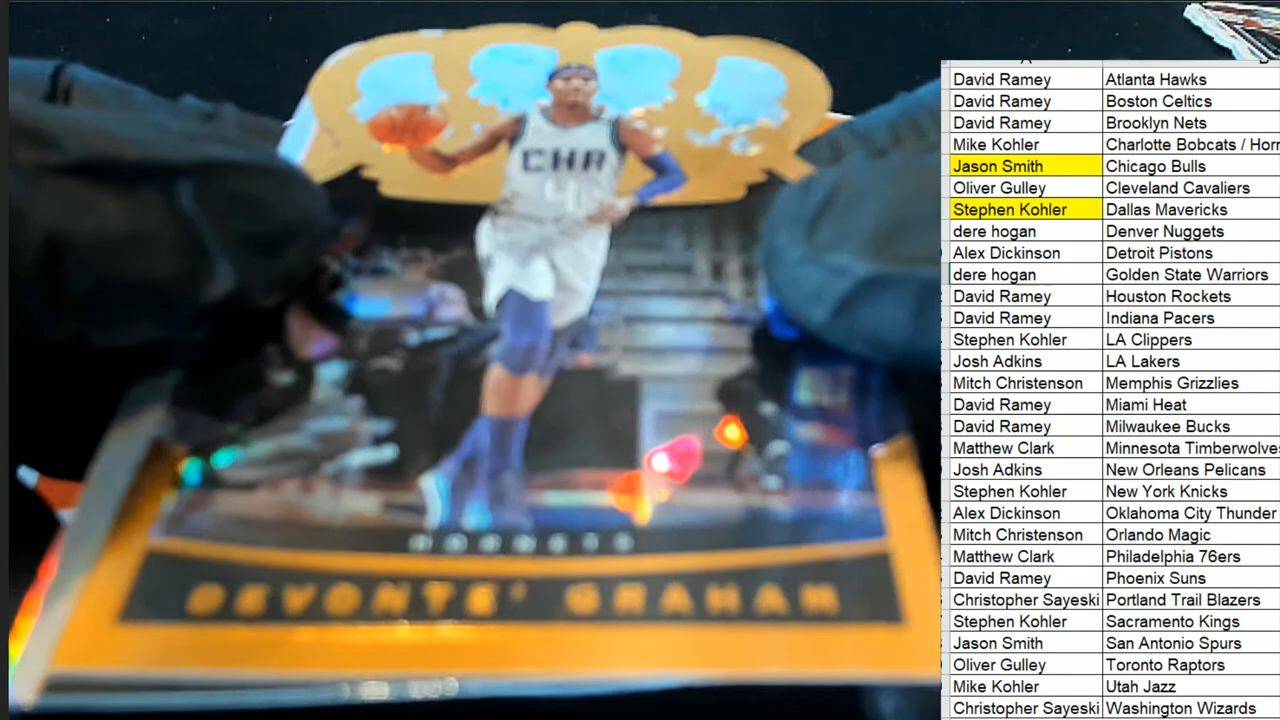 CHA
HORNETS
DEVONTE' GRAHAM
David Ramey Atlanta Hawks
David Ramey Boston Celtics
David Ramey Brooklyn Nets
Mike Kohler Charlotte Bobcats / Horr
Jason Smith Chicago Bulls
Oliver Gulley Cleveland Cavaliers
Stephen Kohler Dallas Mavericks
dere hogan Denver Nuggets
Alex Dickinson Detroit Pistons
dere hogan Golden State Warriors
David Ramey Houston Rockets
David Ramey Indiana Pacers
Stephen Kohler LA Clippers
Josh Adkins LA Lakers
Mitch Christenson Memphis Grizzlies
David Ramey Miami Heat
David Ramey Milwaukee Bucks
Matthew Clark Minnesota Timberwolves
Josh Adkins New Orleans Pelicans
Stephen Kohler New York Knicks
Alex Dickinson Oklahoma City Thunder
Mitch Christenson Orlando Magic
Matthew Clark Philadelphia 76ers
David Ramey Phoenix Suns
Christopher Sayeski Portland Trail Blazers
Stephen Kohler Sacramento Kings
Jason Smith San Antonio Spurs
Oliver Gulley Toronto Raptors
Mike Kohler Utah Jazz
Christopher Sayeski Washington Wizards